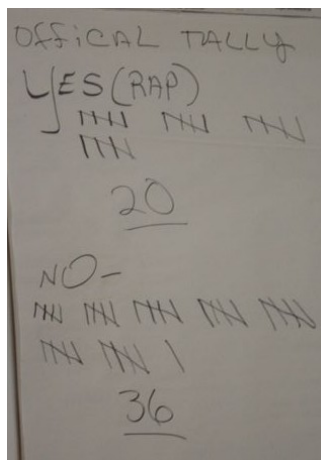 OFFiCAL TALLY
YES (RAP)
20
NO-
36